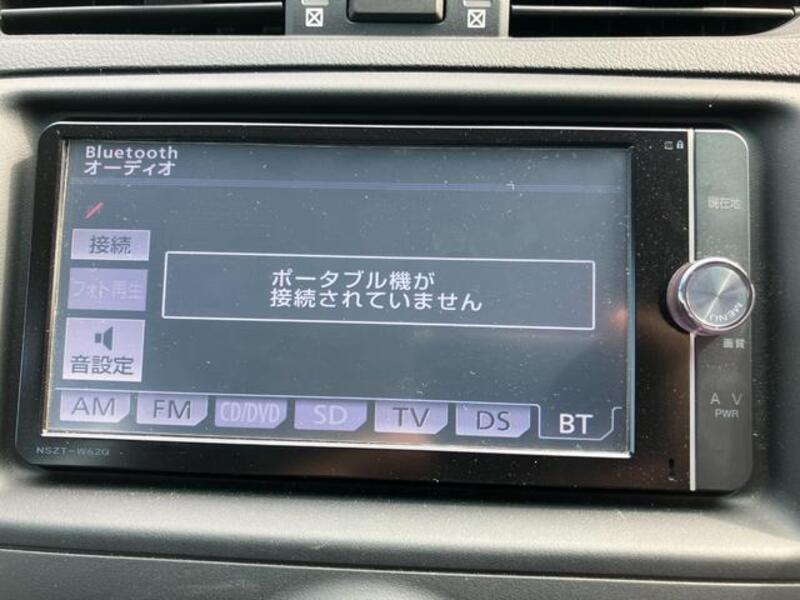 Bluetooth
オーディオ
接続
フォト再生
音設定
ポータブル機が
接続されていません
AM
FM
CD/DVD
SD
TV
DS
BT
NSZT-W62G
現在地
MENU
画質
A V
PWR